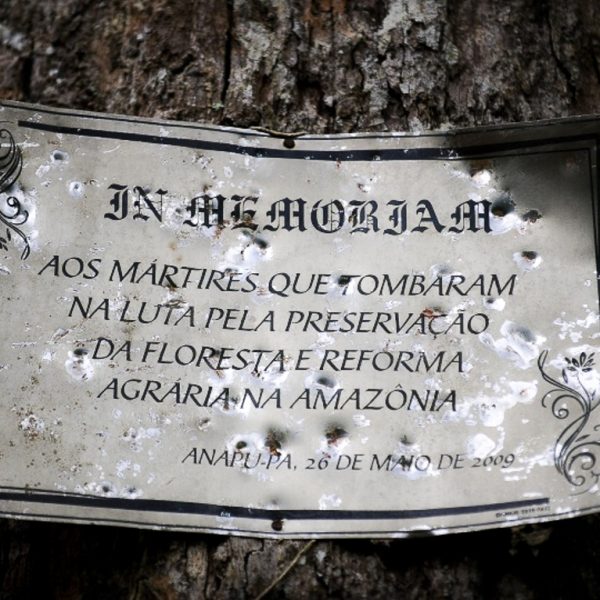 IN MEMORIAM
AOS MÁRTIRES QUE TOMBARAM
NA LUTA PELA PRESERVAÇÃO
DA FLORESTA E REFORMA
AGRÁRIA NA AMAZÔNIA
ANAPU-PA, 26 DE MAIO DE 2009